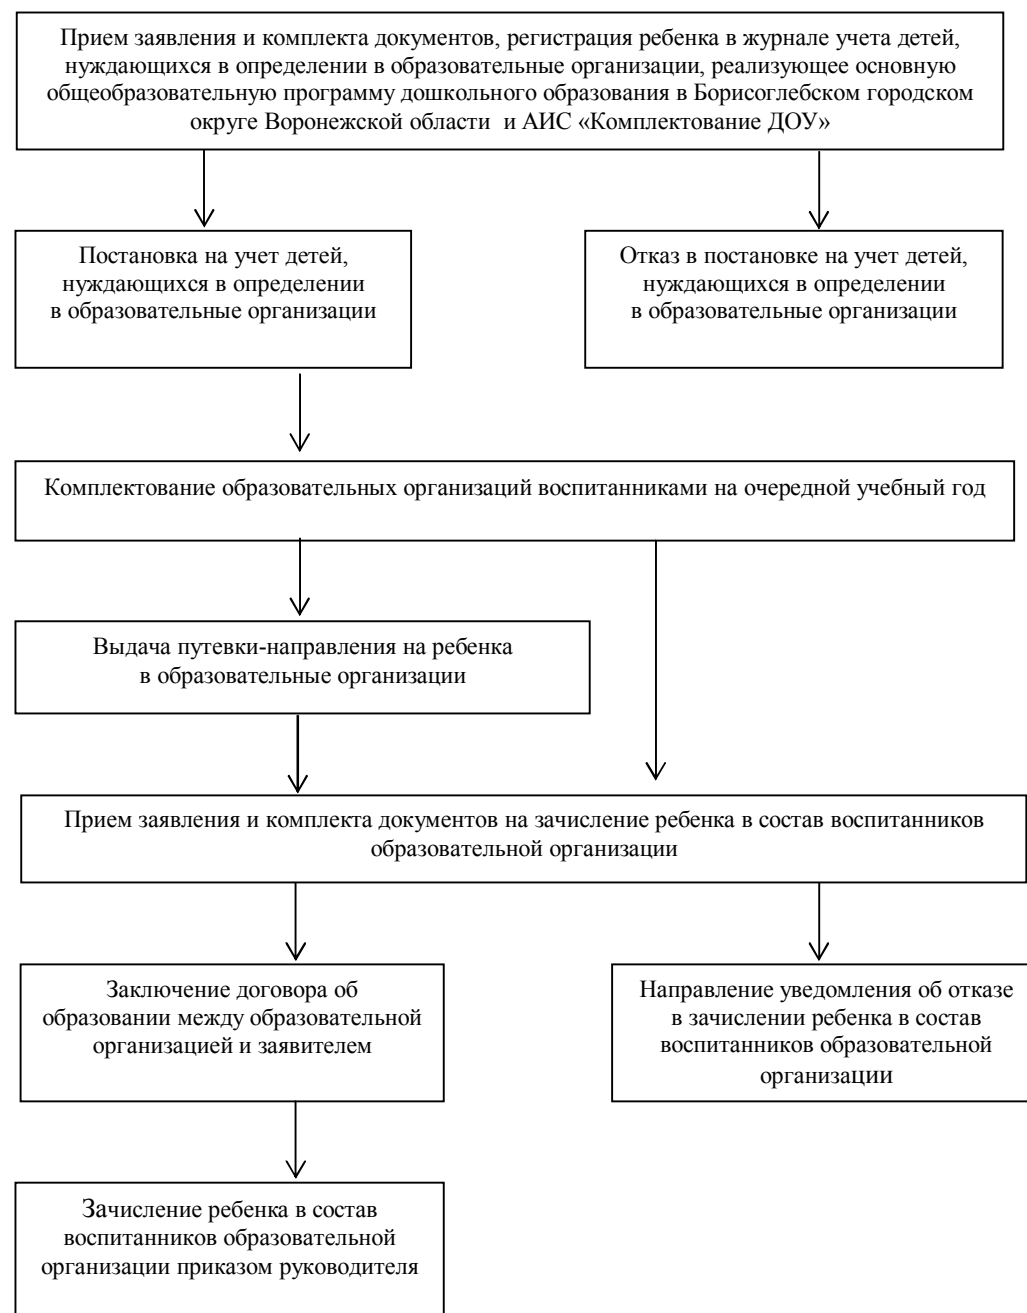 Прием заявления и комплекта документов, регистрация ребенка в журнале учета детей,
нуждающихся в определении в образовательные организации, реализующее основную
общеобразовательную программу дошкольного образования в Борисоглебском городском
округе Воронежской области и АИС «Комплектование ДОУ»
Постановка на учет детей,
нуждающихся в определении
в образовательные организации
Отказ в постановке на учет детей,
нуждающихся в определении
в образовательные организации
Комплектование образовательных организаций воспитанниками на очередной учебный год
Выдача путевки-направления на ребенка
в образовательные организации
Прием заявления и комплекта документов на зачисление ребенка в состав воспитанников
образовательной организации
Заключение договора об
образовании между образовательной
организацией и заявителем
Направление уведомления об отказе
в зачислении ребенка в состав
воспитанников образовательной
организации
Зачисление ребенка в состав
воспитанников образовательной
организации приказом руководителя